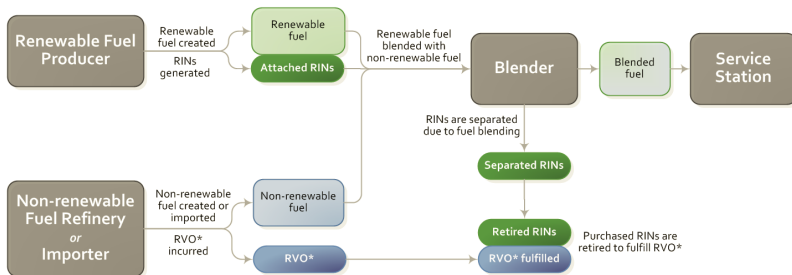 Renewable Fuel
Producer
Renewable
fuel created
RINs
generated
Renewable
fuel
Attached RINs
Renewable fuel
blended with
non-renewable fuel
Blender
Blended
fuel
Service
Station
RINs are separated
due to fuel blending
Separated RINs
Non-renewable
Fuel Refinery
or
Importer
Non-renewable
fuel created or
imported
RVO*
incurred
Non-renewable
fuel
RVO*
Retired RINs
RVO* fulfilled
Purchased RINs are
retired to fulfill RVO*